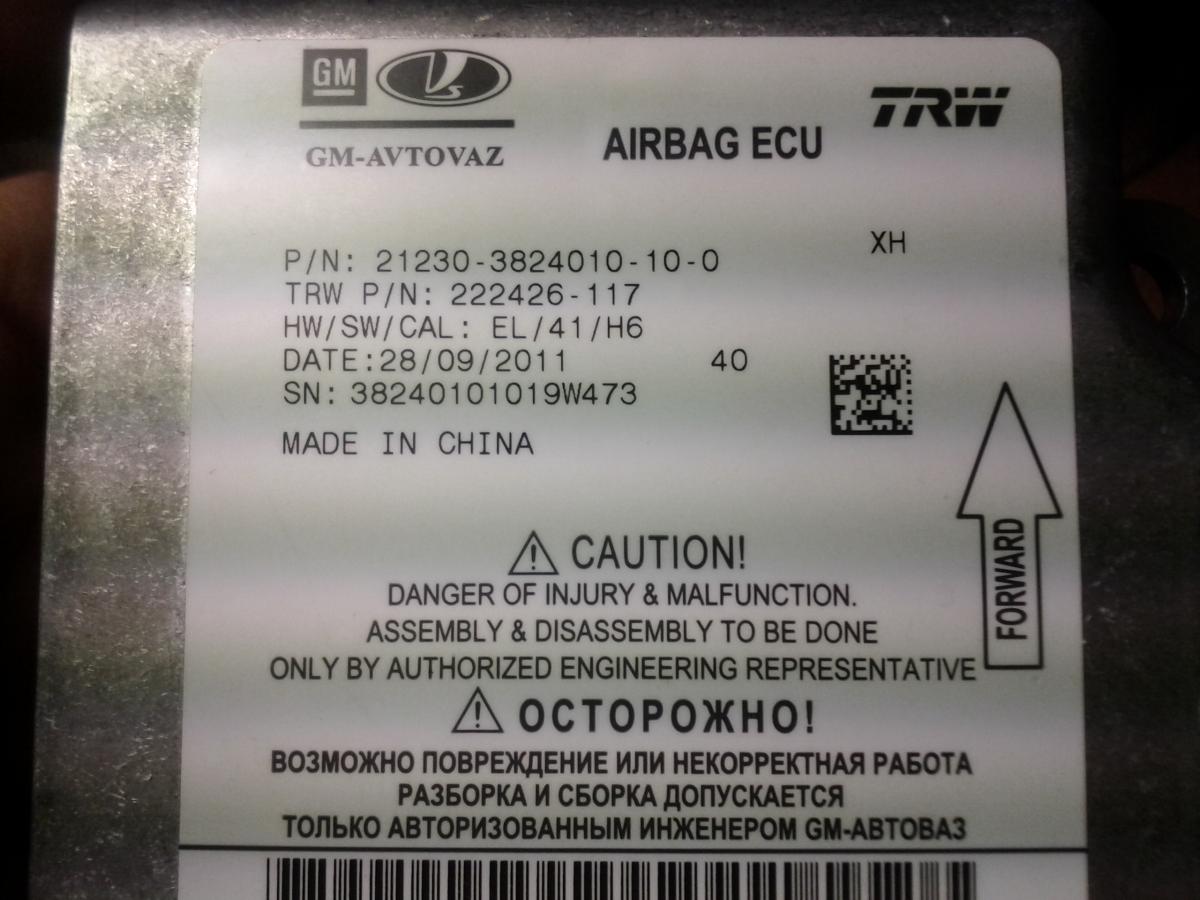 GM
GM-AVTOVAZ
AIRBAG ECU
TRW
XH
P/N: 21230-3824010-10-0
TRW P/N: 222426-117
HW/SW/CAL: EL/41/H6
DATE:28/09/2011 40
SN: 38240101019W473
MADE IN CHINA
FORWARD
CAUTION!
DANGER OF INJURY & MALFUNCTION.
ASSEMBLY & DISASSEMBLY TO BE DONE
ONLY BY AUTHORIZED ENGINEERING REPRESENTATIVE
ОСТОРОЖНО!
ВОЗМОЖНО ПОВРЕЖДЕНИЕ ИЛИ НЕКОРРЕКТНАЯ РАБОТА
РАЗБОРКА И СБОРКА ДОПУСКАЕТСЯ
ТОЛЬКО АВТОРИЗОВАННЫМ ИНЖЕНЕРОМ GM-АВТОВАЗ